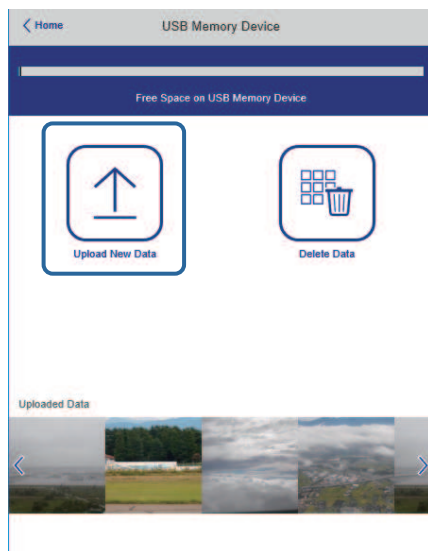 Home
USB Memory Device
Free Space on USB Memory Device
Upload New Data
Delete Data
Uploaded Data